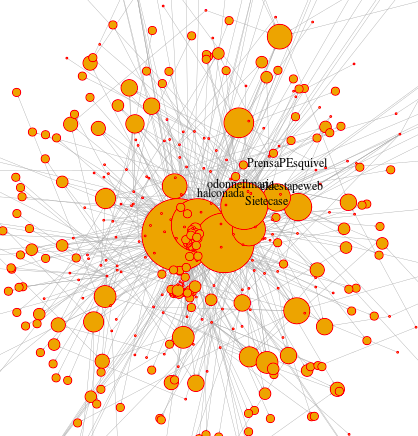 PrensaPEsquivel
odonnellmaria
eldestapeweb
halconada
Sietecase